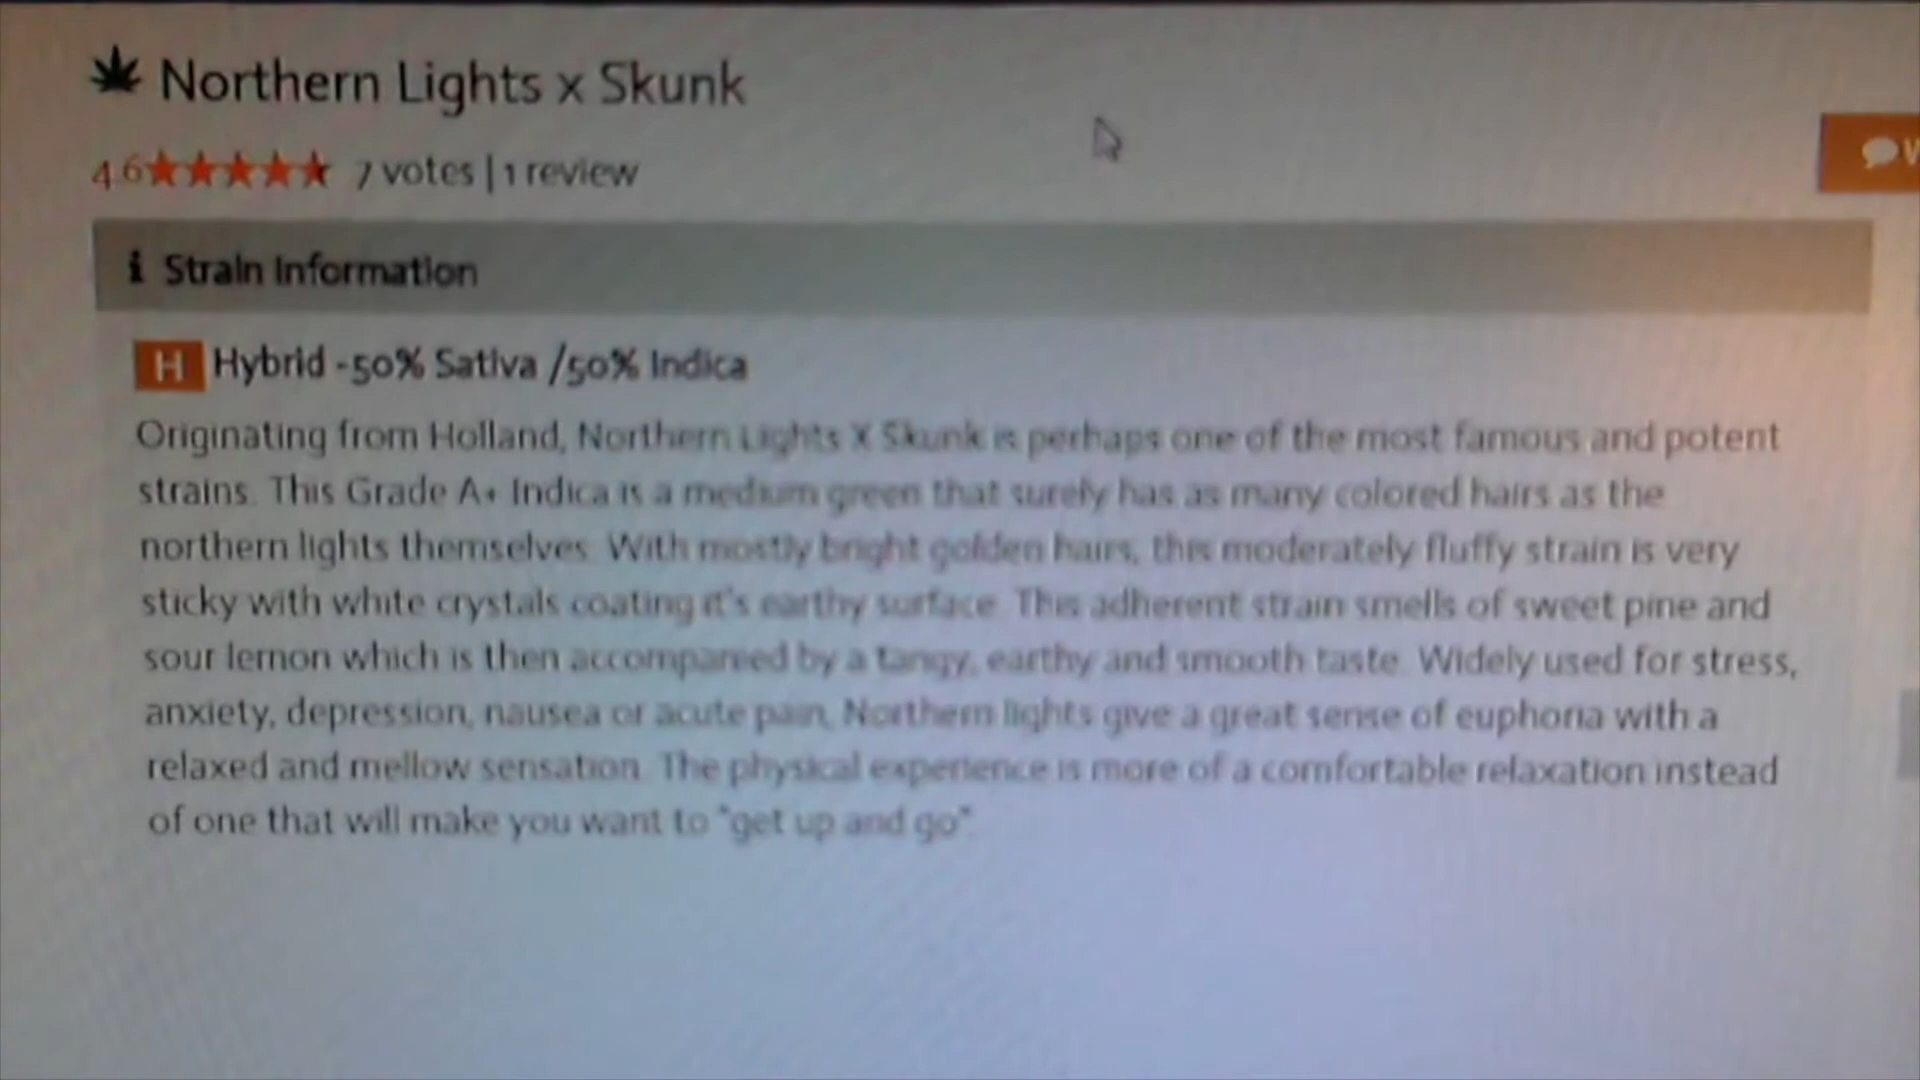 Northern Lights x Skunk
4.6 7 votes | 1 review
W
i Strain Information
H Hybrid -50% Sativa /50% Indica
Originating from Holland, Northern Lights X Skunk is perhaps one of the most famous and potent
strains. This Grade A+ Indica is a medium green that surely has as many colored hairs as the
northern lights themselves. With mostly bright golden hairs, this moderately fluffy strain is very
sticky with white crystals coating it's earthy surface. This adherent strain smells of sweet pine and
sour lemon which is then accompanied by a tangy, earthy and smooth taste. Widely used for stress,
anxiety, depression, nausea or acute pain, Northern lights give a great sense of euphoria with a
relaxed and mellow sensation. The physical experience is more of a comfortable relaxation instead
of one that will make you want to "get up and go".